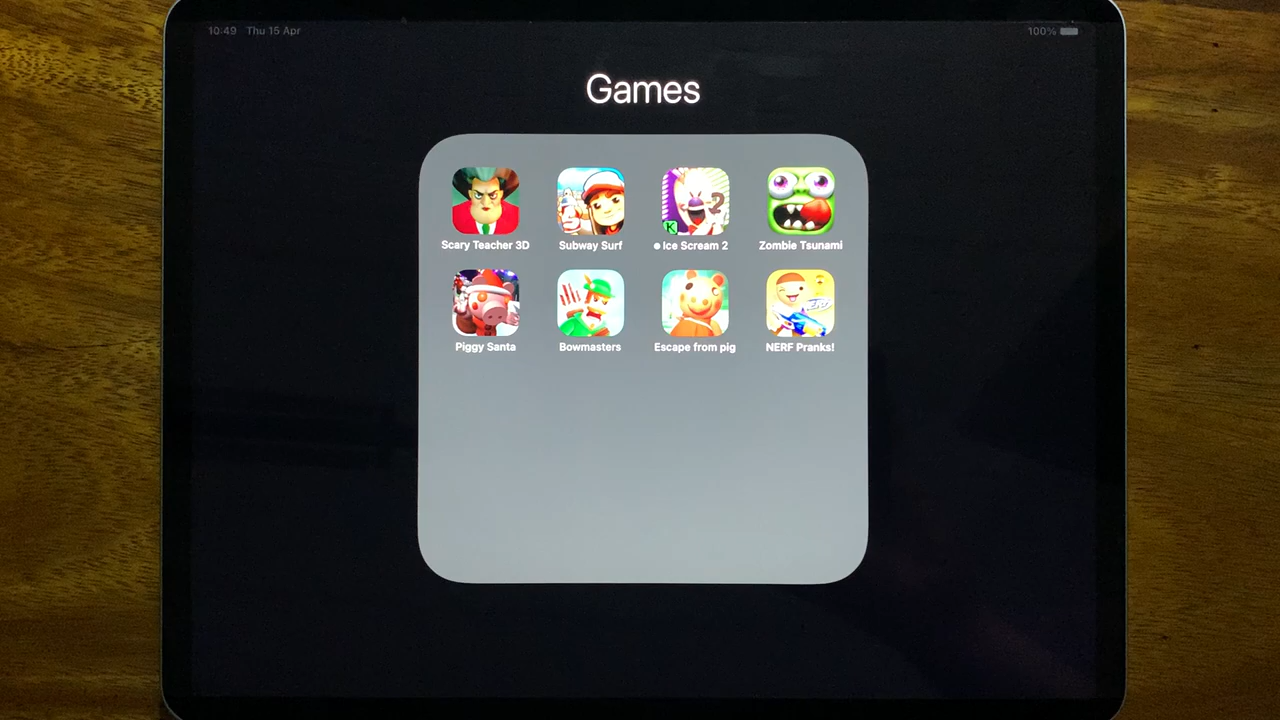 10:49 Thu 15 Apr
100%
Games
Scary Teacher 3D
Subway Surf
Ice Scream 2
Zombie Tsunami
Piggy Santa
Bowmasters
Escape from pig
NERF Pranks!